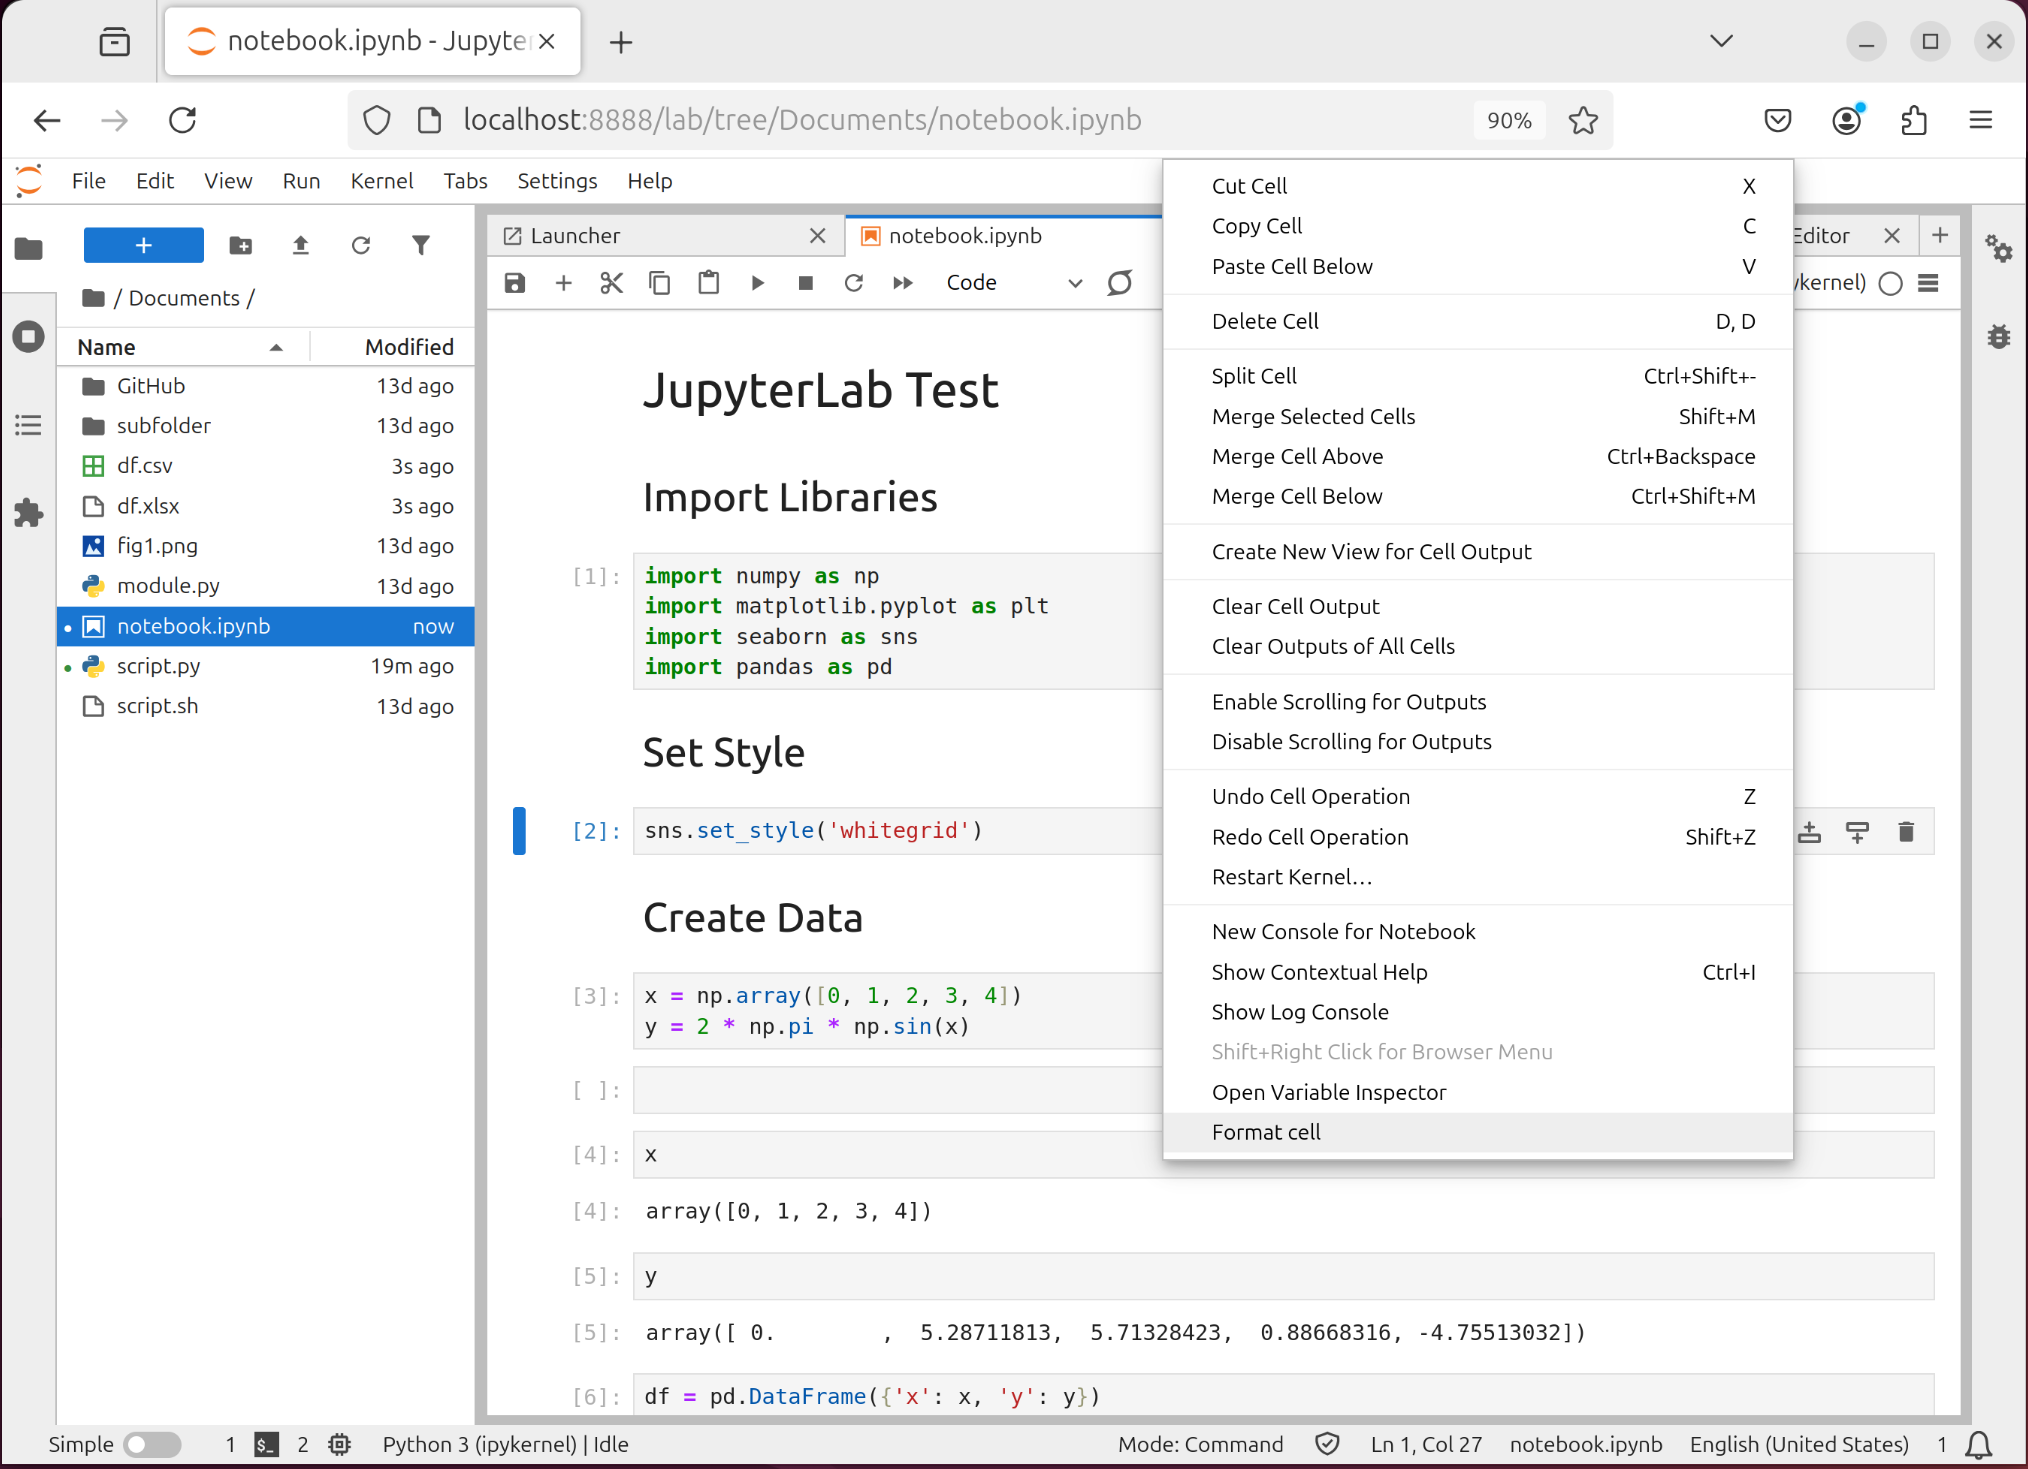 notebook.ipynb - Jupyter
localhost:8888/lab/tree/Documents/notebook.ipynb
90%
File Edit View Run Kernel Tabs Settings Help
/ Documents /
Name Modified
GitHub 13d ago
subfolder 13d ago
df.csv 3s ago
df.xlsx 3s ago
fig1.png 13d ago
module.py 13d ago
notebook.ipynb now
script.py 19m ago
script.sh 13d ago
Launcher
notebook.ipynb
Editor
Code
kernel)
JupyterLab Test
Import Libraries
[1]: import numpy as np
import matplotlib.pyplot as plt
import seaborn as sns
import pandas as pd
Set Style
[2]: sns.set_style('whitegrid')
Create Data
[3]: x = np.array([0, 1, 2, 3, 4])
y = 2 * np.pi * np.sin(x)
[ ]:
[4]: x
[4]: array([0, 1, 2, 3, 4])
[5]: y
[5]: array([ 0.        ,  5.28711813,  5.71328423,  0.88668316, -4.75513032])
[6]: df = pd.DataFrame({'x': x, 'y': y})
Cut Cell X
Copy Cell C
Paste Cell Below V
Delete Cell D, D
Split Cell Ctrl+Shift+-
Merge Selected Cells Shift+M
Merge Cell Above Ctrl+Backspace
Merge Cell Below Ctrl+Shift+M
Create New View for Cell Output
Clear Cell Output
Clear Outputs of All Cells
Enable Scrolling for Outputs
Disable Scrolling for Outputs
Undo Cell Operation Z
Redo Cell Operation Shift+Z
Restart Kernel…
New Console for Notebook
Show Contextual Help Ctrl+I
Show Log Console
Shift+Right Click for Browser Menu
Open Variable Inspector
Format cell
Simple 1 $_ 2 Python 3 (ipykernel) | Idle Mode: Command Ln 1, Col 27 notebook.ipynb English (United States) 1